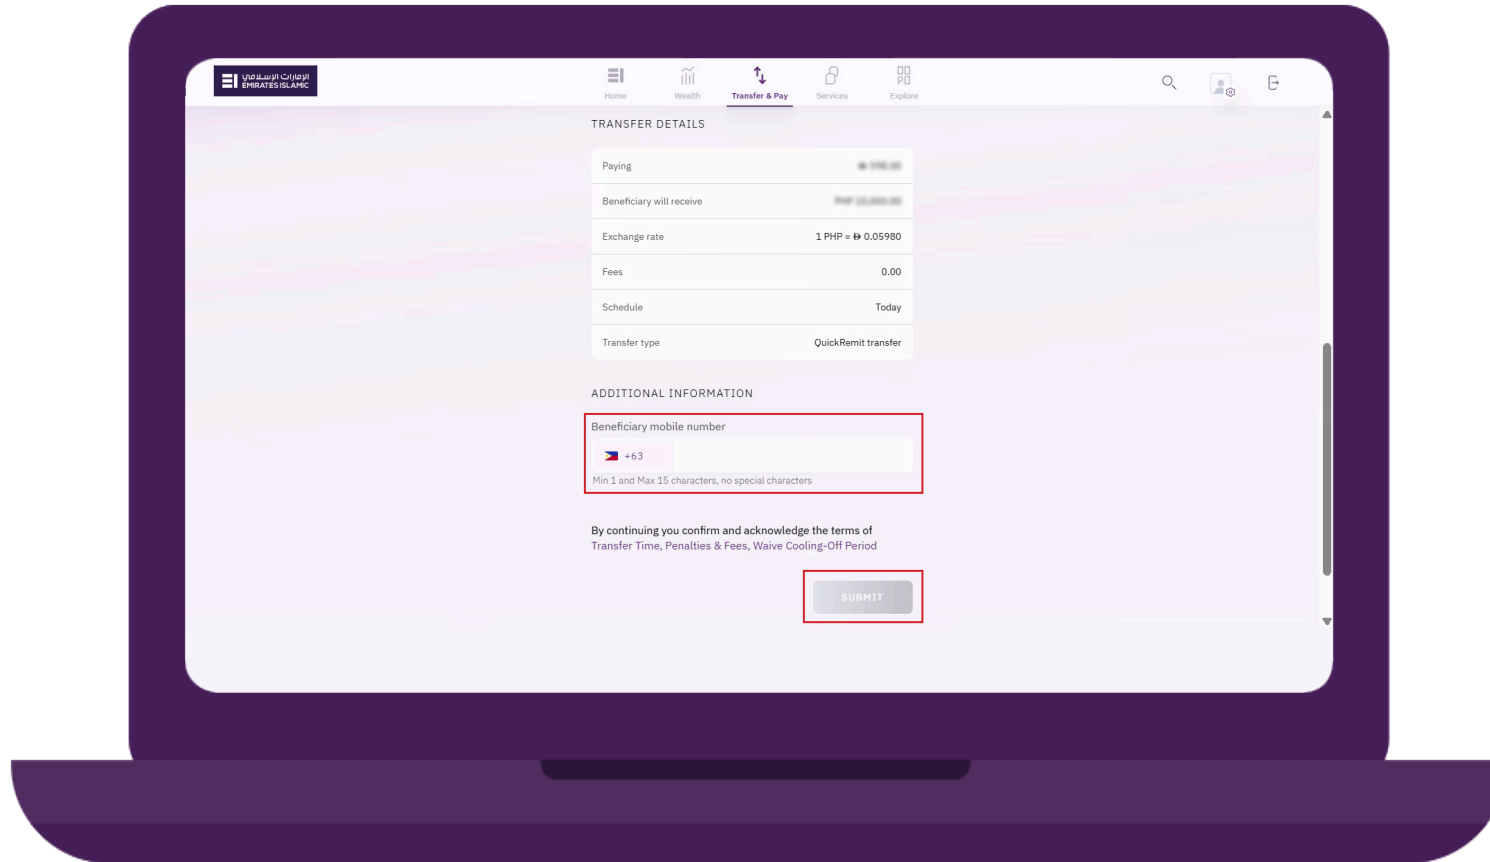 الإمارات الإسلامي
EMIRATES ISLAMIC
Home
Wealth
Transfer & Pay
Services
Explore
TRANSFER DETAILS
Paying
Beneficiary will receive
Exchange rate 1 PHP = 0.05980
Fees 0.00
Schedule Today
Transfer type QuickRemit transfer
ADDITIONAL INFORMATION
Beneficiary mobile number
+63
Min 1 and Max 15 characters, no special characters
By continuing you confirm and acknowledge the terms of
Transfer Time, Penalties & Fees, Waive Cooling-Off Period
SUBMIT